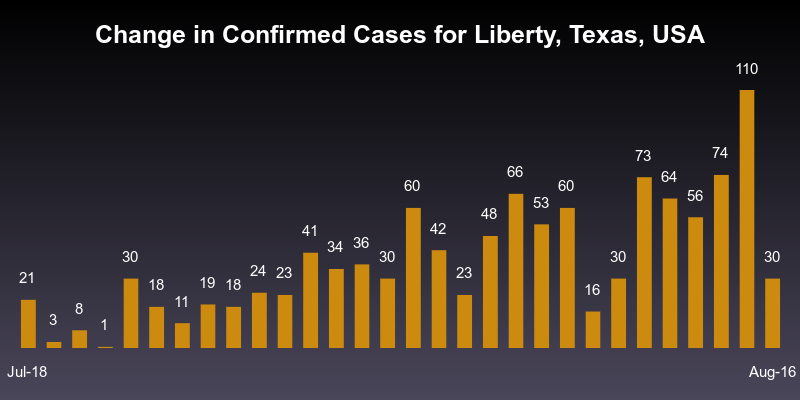 Change in Confirmed Cases for Liberty, Texas, USA
21 3 8 1 30 18 11 19 18 24 23 41 34 36 30 60 42 23 48 66 53 60 16 30 73 64 56 74 110 30
Jul-18 Aug-16